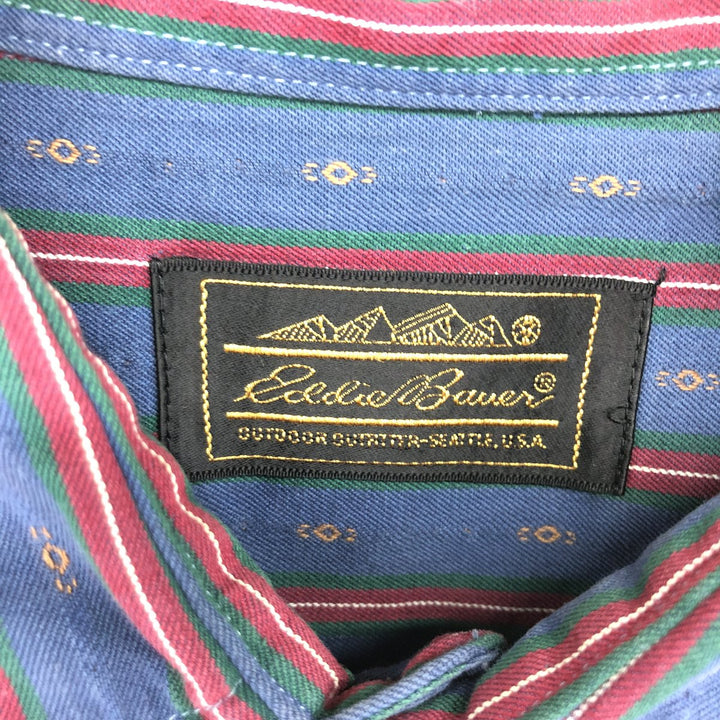 Eddie Bauer®
OUTDOOR OUTFITTER-SEATTLE, U.S.A.